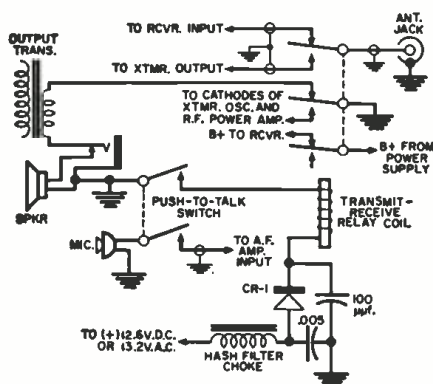 OUTPUT
TRANS.
TO RCVR. INPUT
ANT.
JACK
TO XTMR. OUTPUT
TO CATHODES OF
XTMR. OSC. AND
R.F. POWER AMP.
B+ TO RCVR.
B+ FROM
POWER
SUPPLY
SPKR
PUSH-TO-TALK
SWITCH
TRANSMIT-
RECEIVE
RELAY COIL
MIC.
TO A.F.
AMP.
INPUT
CR-1
100
µµf.
.005
TO (+)12.6V.D.C.
OR 13.2V.A.C.
HASH FILTER
CHOKE